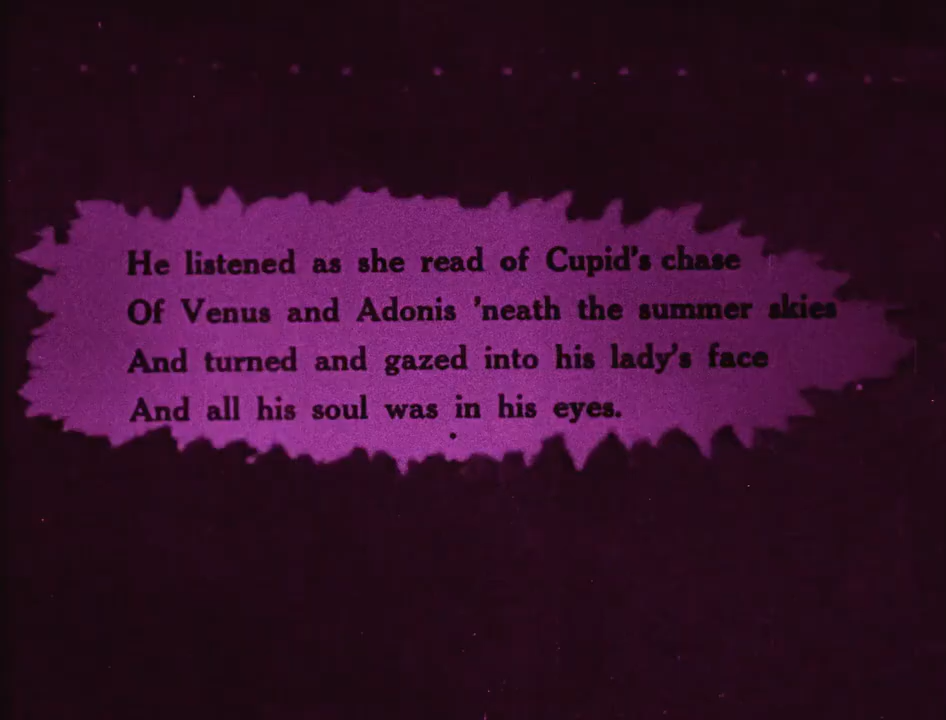 He listened as she read of Cupid's chase
Of Venus and Adonis 'neath the summer skies
And turned and gazed into his lady's face
And all his soul was in his eyes.